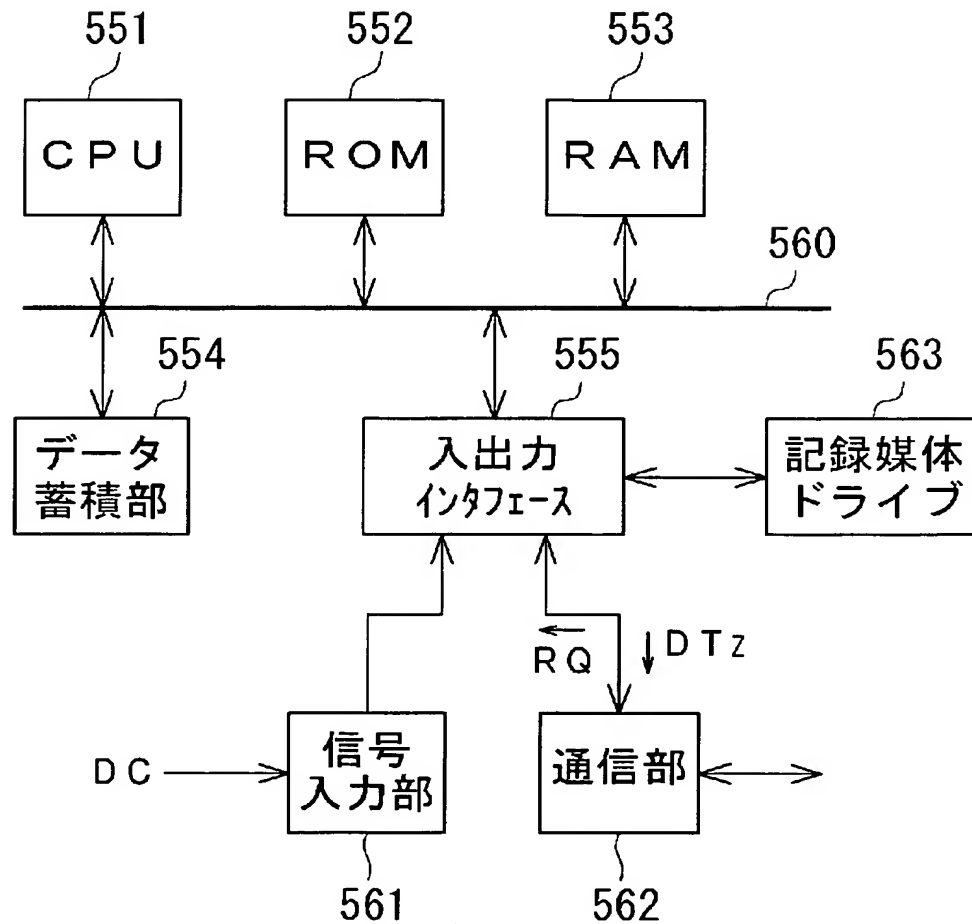 551
552
553
CPU
ROM
RAM
560
554
555
563
データ
蓄積部
入出力
インタフェース
記録媒体
ドライブ
RQ
DTZ
DC
信号
入力部
通信部
561
562